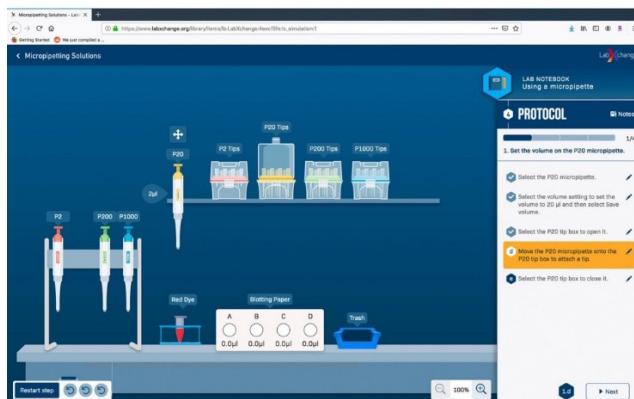 Micropipetting Solutions - Lab
https://www.labxchange.org/library/items/lb:LabXchange:
Getting Started
We just compiled a...
Micropipetting Solutions
LAB NOTEBOOK
Using a micropipette
PROTOCOL
Notes
1/4
1. Set the volume on the P20 micropipette.
Select the P20 micropipette.
Select the volume setting to set the
volume to 20 µl and then select Save
volume.
Select the P20 tip box to open it.
Move the P20 micropipette onto the
P20 tip box to attach a tip.
Select the P20 tip box to close it.
P20
P2 Tips
P20 Tips
P200 Tips
P1000 Tips
2µl
P2
P200
P1000
Red Dye
Blotting Paper
A B C D
0.0µl 0.0µl 0.0µl 0.0µl
Trash
Restart step
100%
1.d
Next